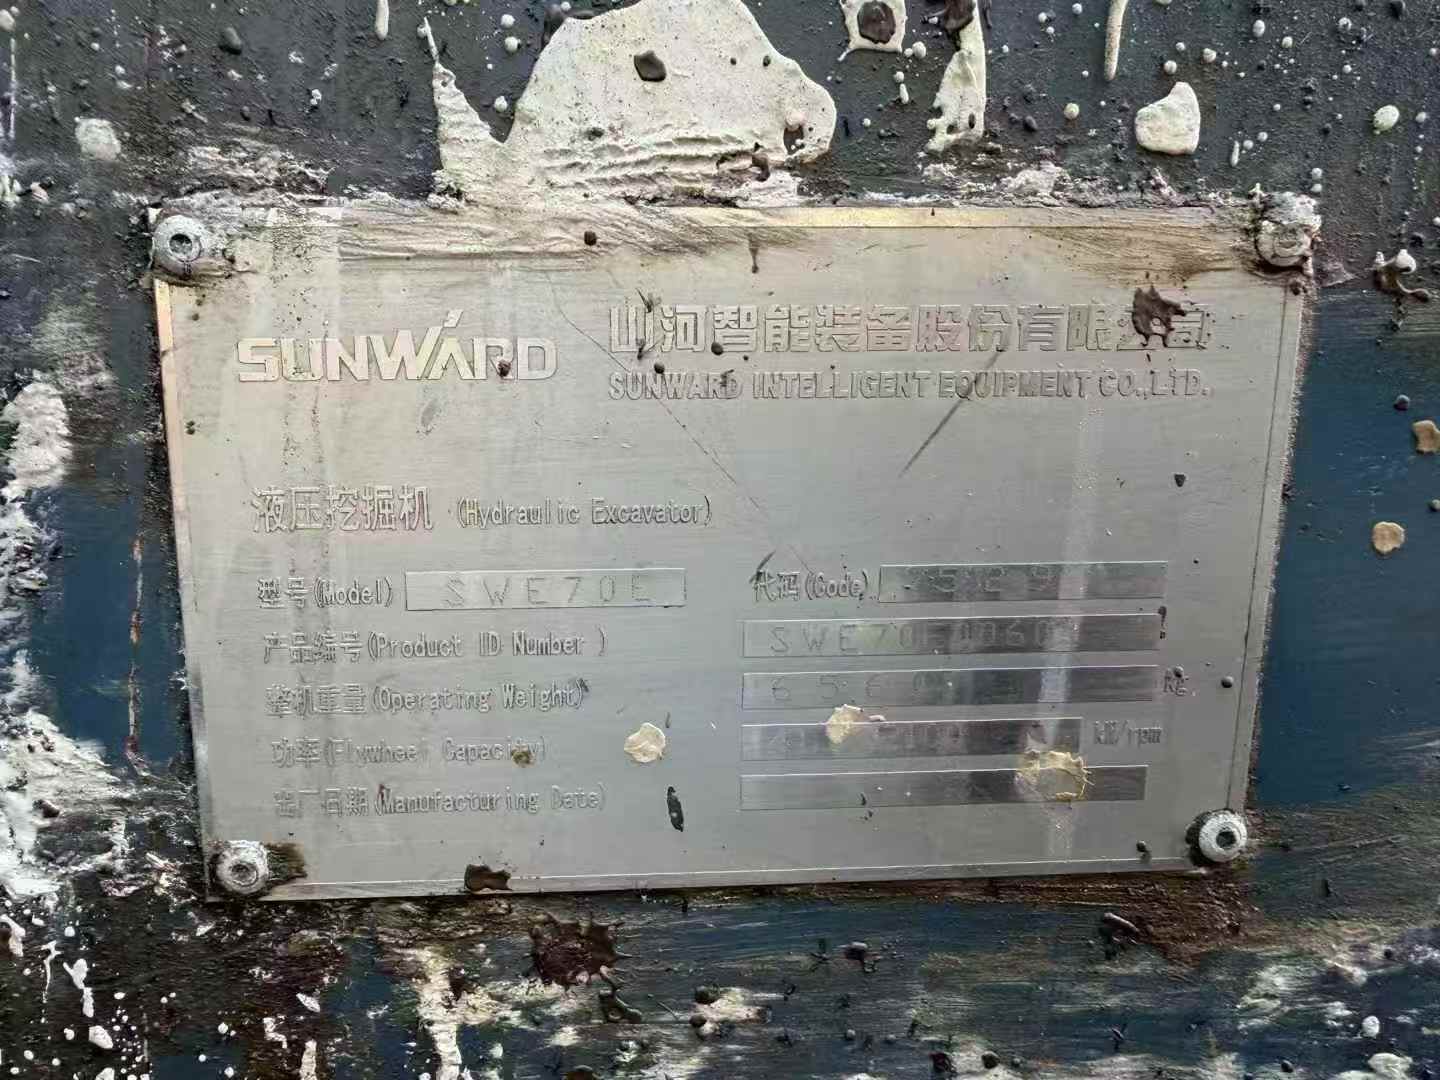 SUNWARD
山河智能装备股份有限公司
SUNWARD INTELLIGENT EQUIPMENT CO.,LTD.
液压挖掘机 (Hydraulic Excavator)
型号(Model) SWE70E
代码(Code)
产品编号(Product ID Number)
整机重量(Operating Weight) Kg
功率(Flywheel Capacity) kW/rpm
出厂日期(Manufacturing Date)